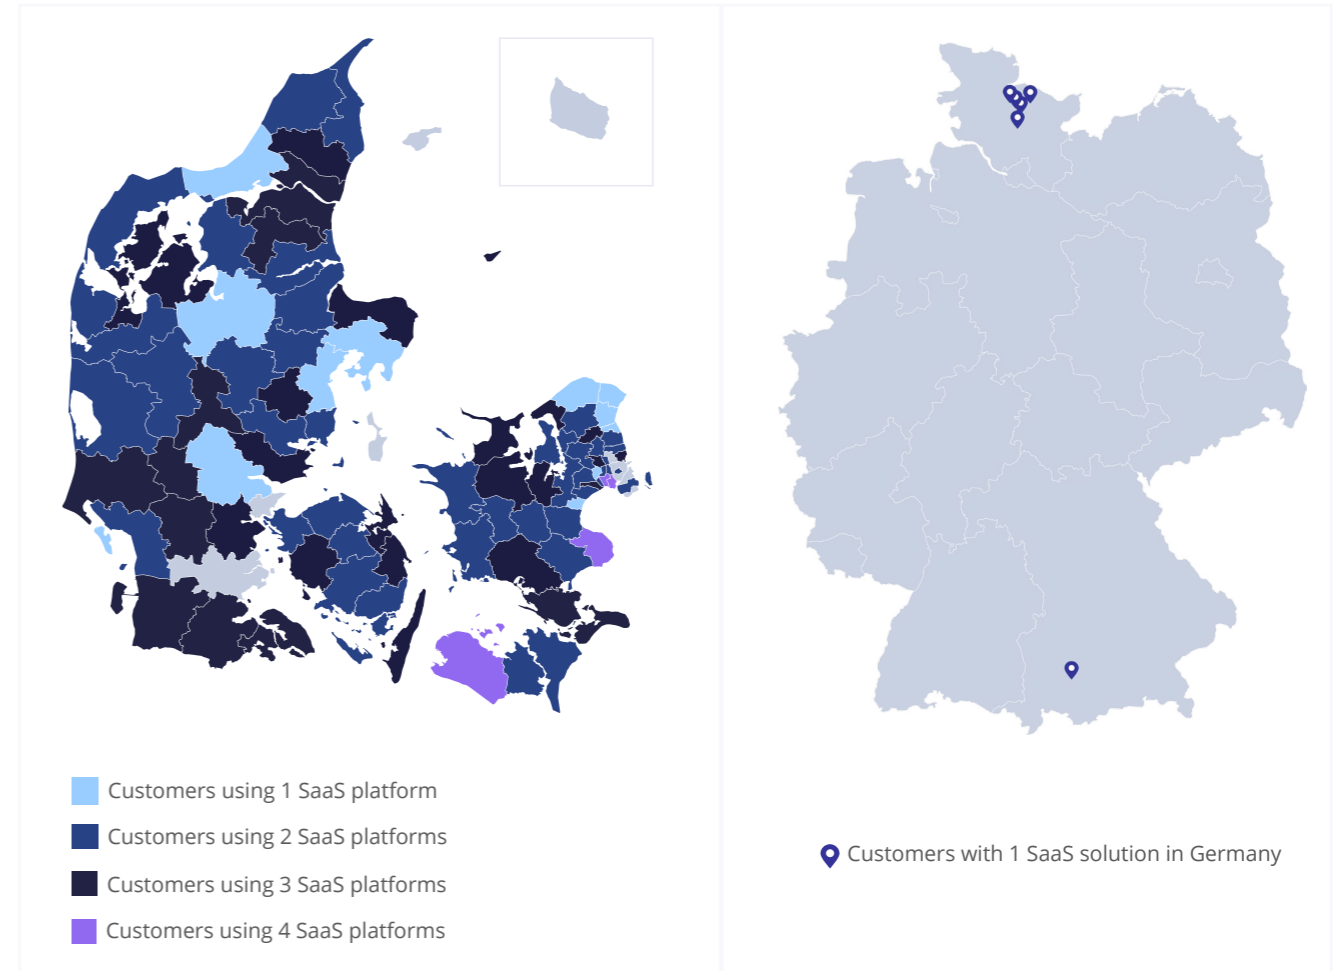 Customers using 1 SaaS platform
Customers using 2 SaaS platforms
Customers using 3 SaaS platforms
Customers using 4 SaaS platforms
Customers with 1 SaaS solution in Germany